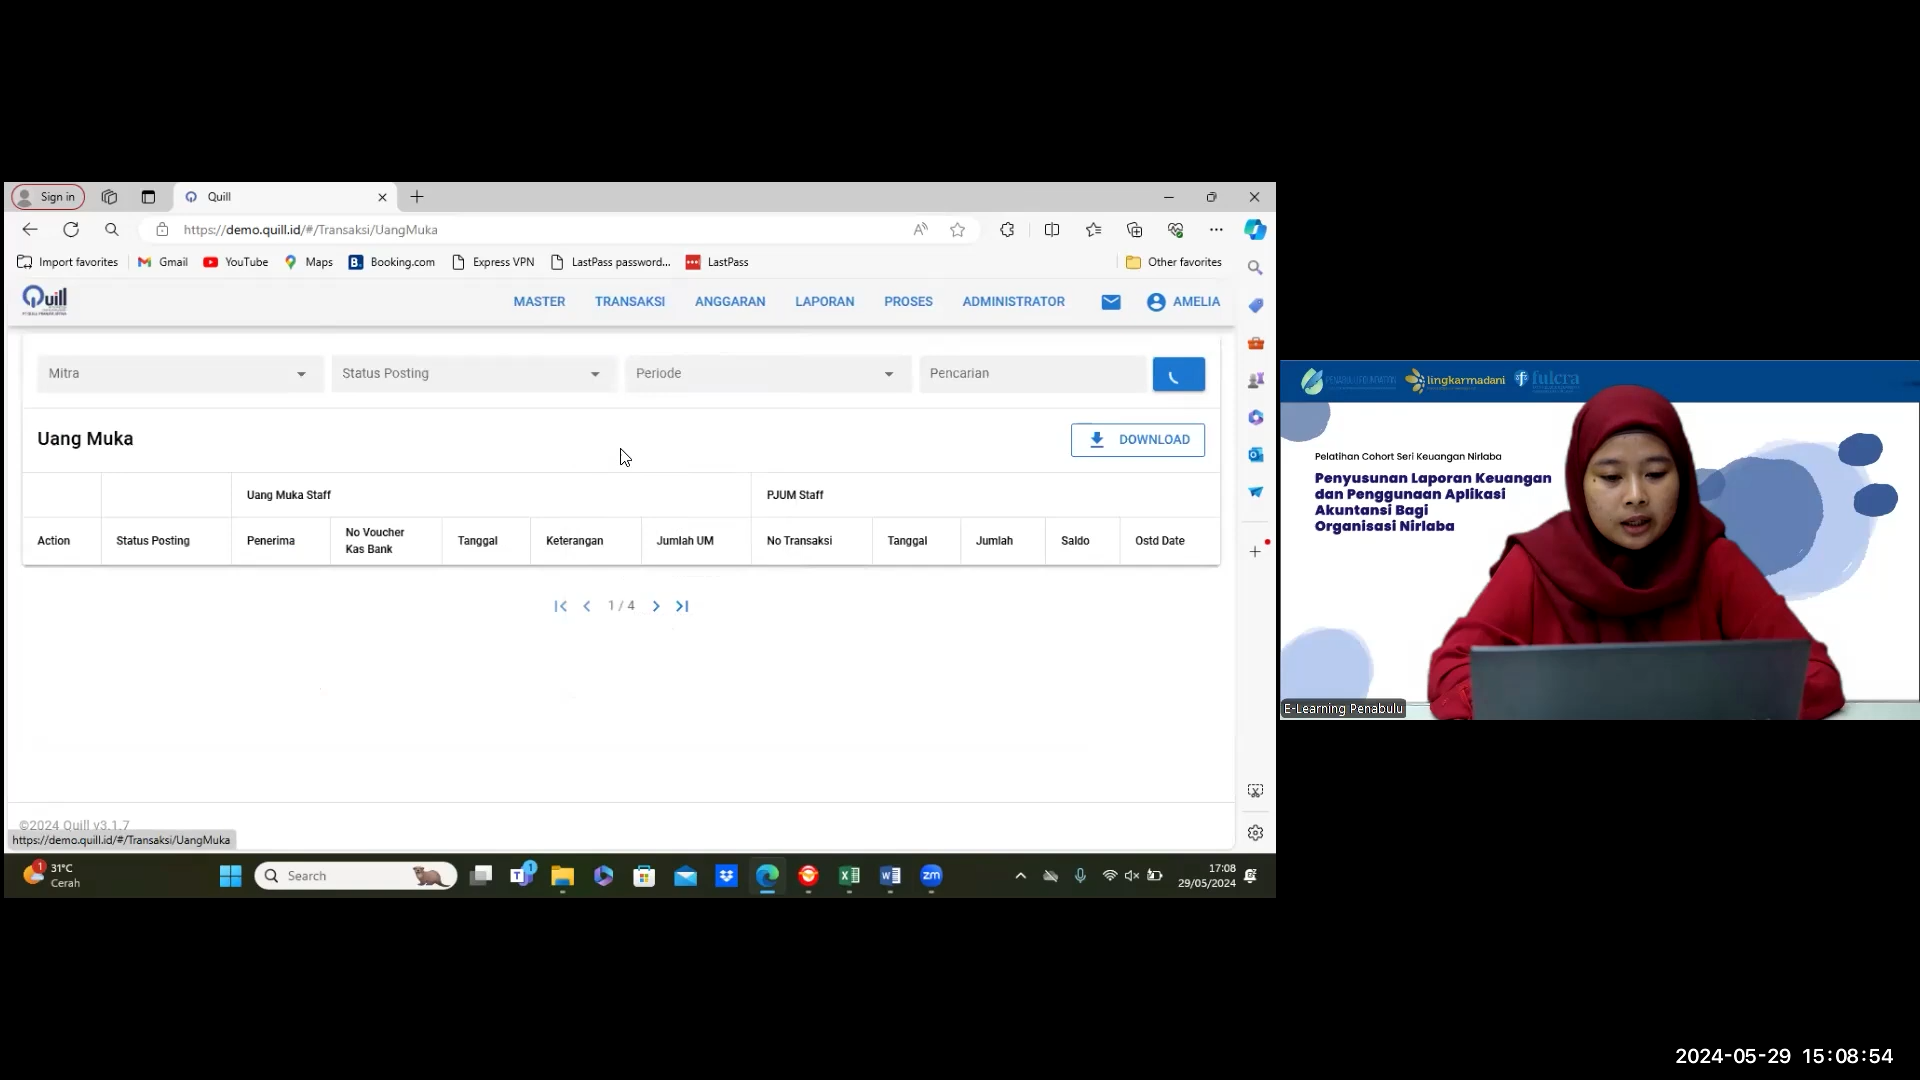 Sign in
Quill
https://demo.quill.id/#/Transaksi/UangMuka
Import favorites
Gmail
YouTube
Maps
Booking.com
Express VPN
LastPass password...
LastPass
Other favorites
Quill
MASTER
TRANSAKSI
ANGGARAN
LAPORAN
PROSES
ADMINISTRATOR
AMELIA
Mitra
Status Posting
Periode
Pencarian
Uang Muka
DOWNLOAD
Uang Muka Staff
PJUM Staff
Action
Status Posting
Penerima
No Voucher
Kas Bank
Tanggal
Keterangan
Jumlah UM
No Transaksi
Tanggal
Jumlah
Saldo
Ostd Date
1 / 4
©2024 Quill v3.1.7
https://demo.quill.id/#/Transaksi/UangMuka
31°C
Cerah
Search
17:08
29/05/2024
PENABULU FOUNDATION
lingkarmadani
fulcra
Pelatihan Cohort Seri Keuangan Nirlaba
Penyusunan Laporan Keuangan
dan Penggunaan Aplikasi
Akuntansi Bagi
Organisasi Nirlaba
E-Learning Penabulu
2024-05-29 15:08:54